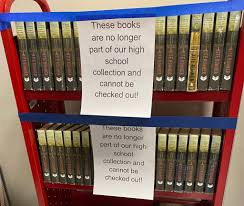 These books
are no longer
part of our high
school
collection and
cannot be
checked out!
These books
are no longer
part of our high
school
collection and
cannot be
checked out!